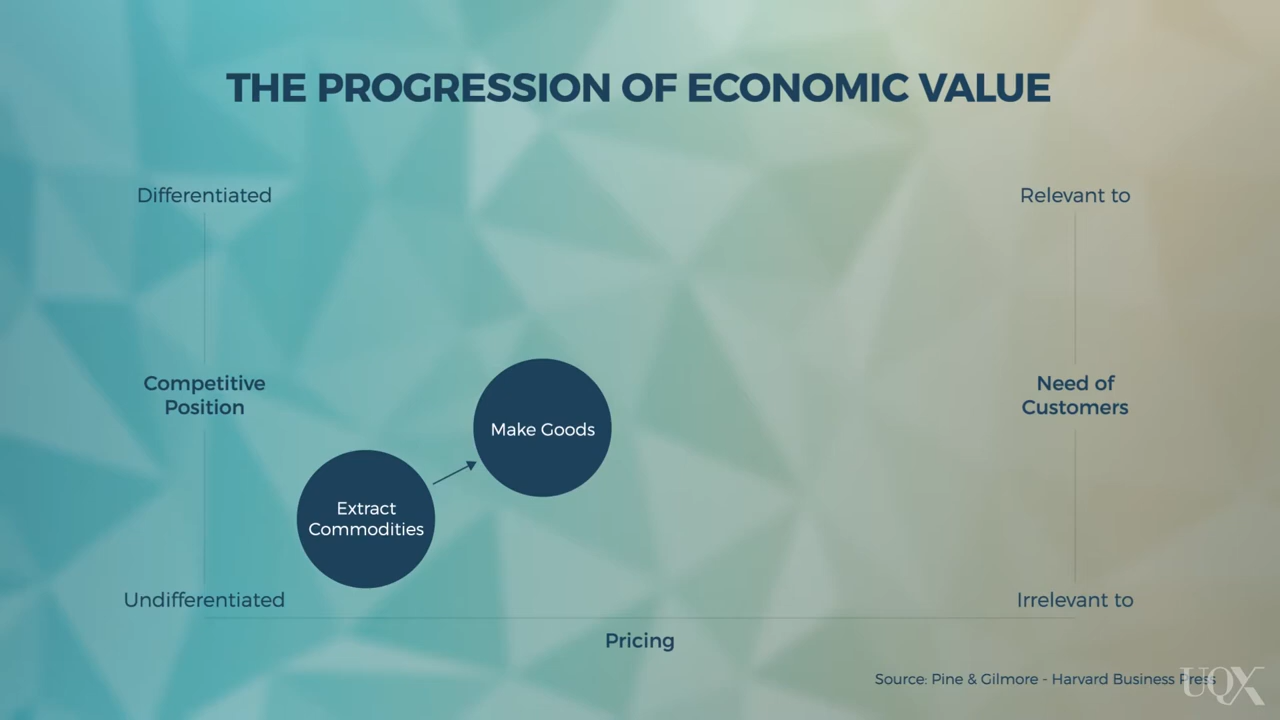 THE PROGRESSION OF ECONOMIC VALUE
Differentiated
Relevant to
Competitive
Position
Need of
Customers
Make Goods
Extract
Commodities
Undifferentiated
Irrelevant to
Pricing
Source: Pine & Gilmore - Harvard Business Press
UQX